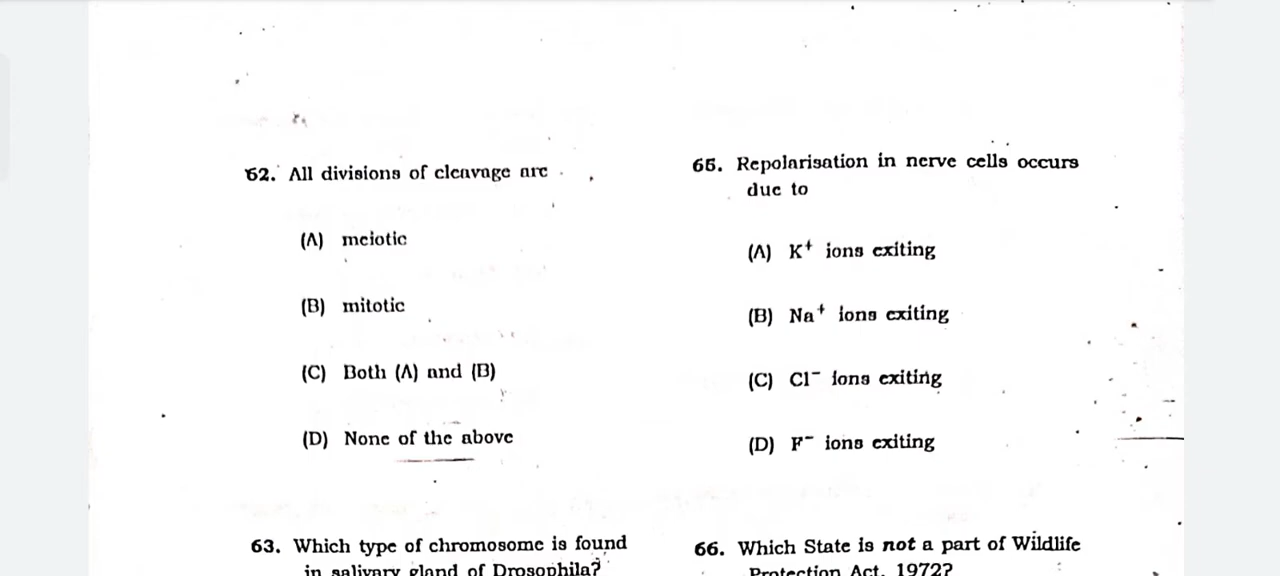 62. All divisions of cleavage are
(A) meiotic
(B) mitotic
(C) Both (A) and (B)
(D) None of the above
63. Which type of chromosome is found
in salivary gland of Drosophila?
65. Repolarisation in nerve cells occurs
due to
(A) K⁺ ions exiting
(B) Na⁺ ions exiting
(C) Cl⁻ ions exiting
(D) F⁻ ions exiting
66. Which State is not a part of Wildlife
Protection Act, 1972?